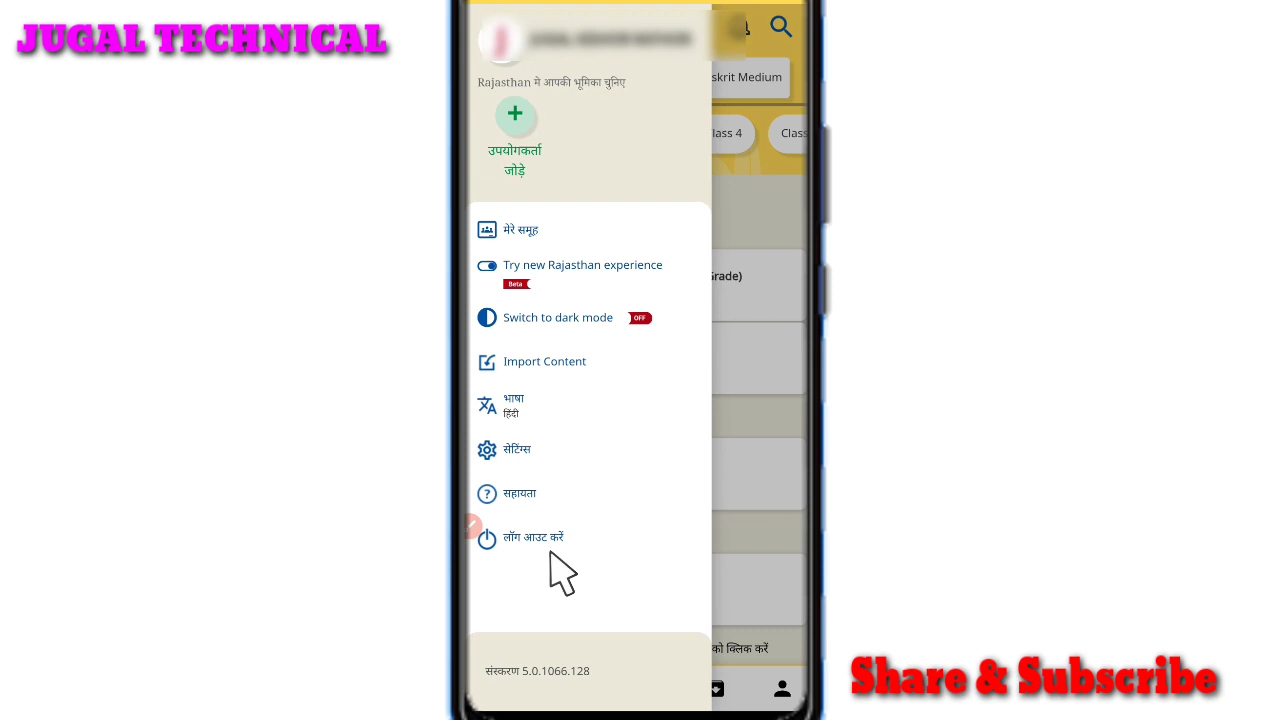 JUGAL TECHNICAL
skrit Medium
Rajasthan मे आपकी भूमिका चुनिए
lass 4
Clas
उपयोगकर्ता
जोड़े
मेरे समूह
Try new Rajasthan experience
Beta
Grade)
Switch to dark mode OFF
Import Content
भाषा
हिंदी
सेटिंग्स
सहायता
लॉग आउट करें
को क्लिक करें
संस्करण 5.0.1066.128
Share & Subscribe